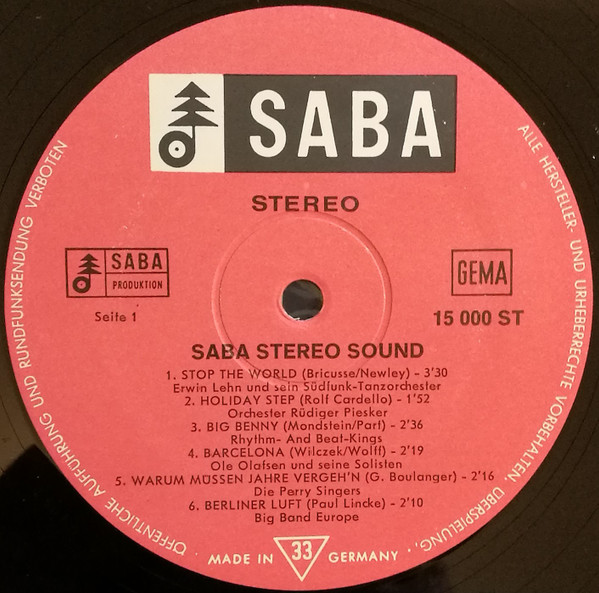 SABA
STEREO
SABA
PRODUKTION
GEMA
Seite 1
15 000 ST
SABA STEREO SOUND
1. STOP THE WORLD (Bricusse/Newley) – 3'30
Erwin Lehn und sein Südfunk-Tanzorchester
2. HOLIDAY STEP (Rolf Cardello) – 1'52
Orchester Rüdiger Piesker
3. BIG BENNY (Mondstein/Part) – 2'36
Rhythm- And Beat-Kings
4. BARCELONA (Wilczek/Wolff) – 2'19
Ole Olafsen und seine Solisten
5. WARUM MÜSSEN JAHRE VERGEH'N (G. Boulanger) – 2'16
Die Perry Singers
6. BERLINER LUFT (Paul Lincke) – 2'10
Big Band Europe
ALLE HERSTELLER- UND URHEBERRECHTE VORBEHALTEN. ÜBERSPIELUNG, ÖFFENTLICHE AUFFÜHRUNG UND RUNDFUNKSENDUNG VERBOTEN
MADE IN 33 GERMANY